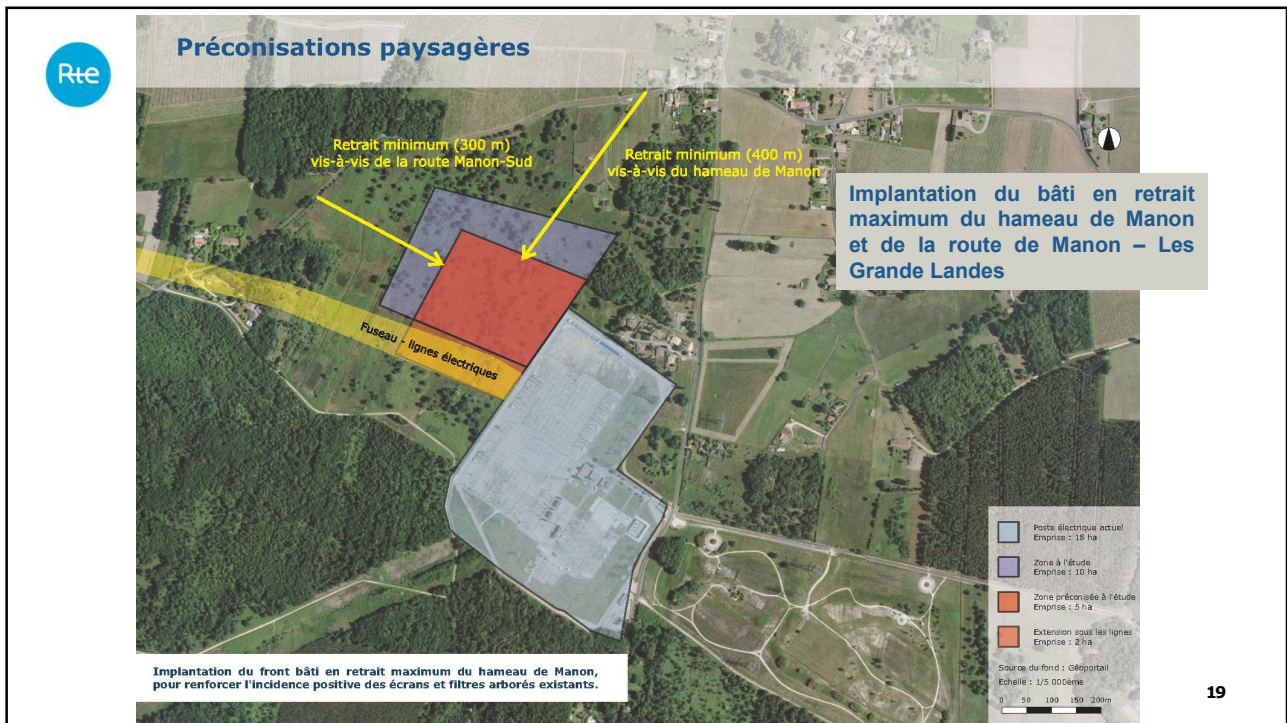 Rte
Préconisations paysagères
Retrait minimum (300 m)
vis-à-vis de la route Manon-Sud
Retrait minimum (400 m)
vis-à-vis du hameau de Manon
Implantation du bâti en retrait
maximum du hameau de Manon
et de la route de Manon – Les
Grande Landes
Fuseau - lignes électriques
Poste électrique actuel
Emprise : 18 ha
Zone à l'étude
Emprise : 10 ha
Zone préconisée à l'étude
Emprise : 5 ha
Extension sous les lignes
Emprise : 2 ha
Source du fond : Géoportail
Echelle : 1/5 000ème
0 50 100 150 200m
Implantation du front bâti en retrait maximum du hameau de Manon,
pour renforcer l'incidence positive des écrans et filtres arborés existants.
19